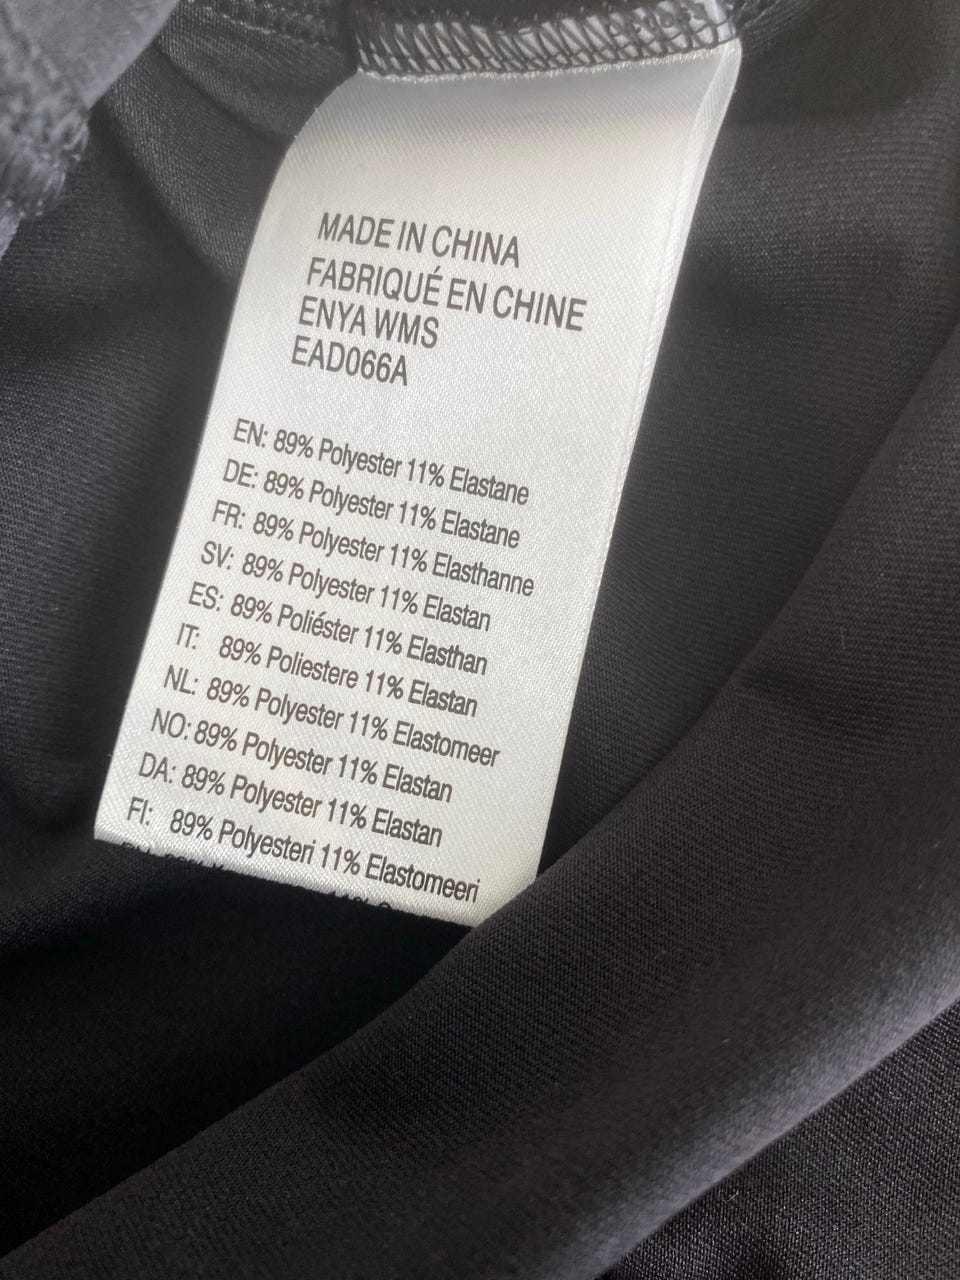 MADE IN CHINA
FABRIQUÉ EN CHINE
ENYA WMS
EAD066A
EN: 89% Polyester 11% Elastane
DE: 89% Polyester 11% Elastane
FR: 89% Polyester 11% Elasthanne
SV: 89% Polyester 11% Elastan
ES: 89% Poliéster 11% Elasthan
IT: 89% Poliestere 11% Elastan
NL: 89% Polyester 11% Elastomeer
NO: 89% Polyester 11% Elastan
DA: 89% Polyester 11% Elastan
FI: 89% Polyesteri 11% Elastomeeri